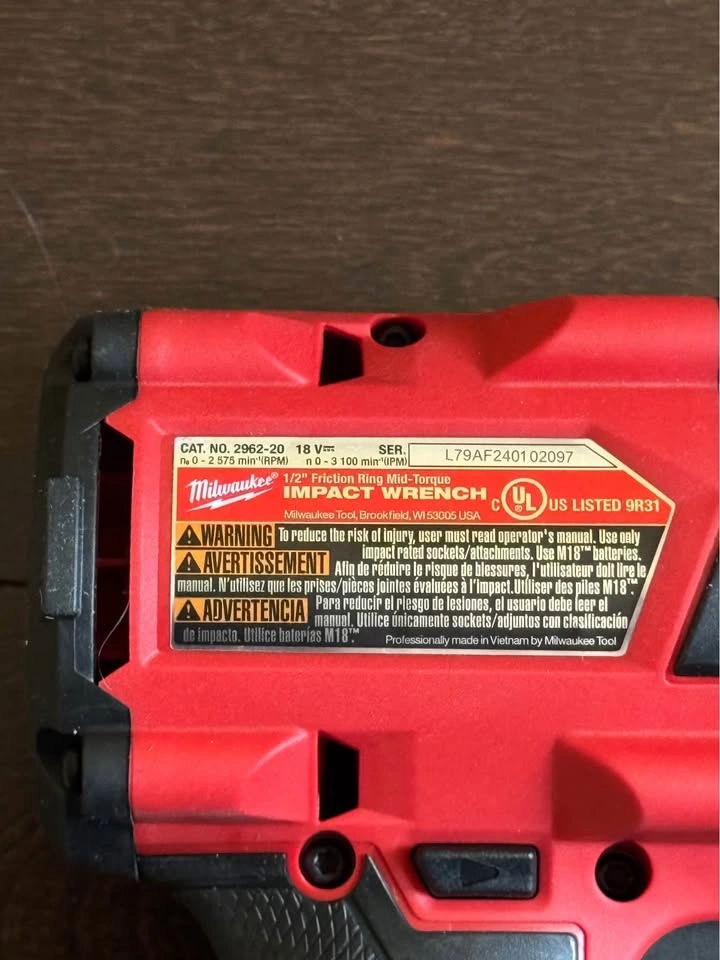 CAT. NO. 2962-20 18 V⎓ SER. L79AF240102097
n₀ 0 - 2 575 min⁻¹(RPM) n 0 - 3 100 min⁻¹(IPM)
Milwaukee®
1/2" Friction Ring Mid-Torque
IMPACT WRENCH
Milwaukee Tool, Brookfield, WI 53005 USA
C UL® US LISTED 9R31
WARNING To reduce the risk of injury, user must read operator's manual. Use only
impact rated sockets/attachments. Use M18™ batteries.
AVERTISSEMENT Afin de réduire le risque de blessures, l'utilisateur doit lire le
manual. N'utilisez que les prises/pièces jointes évaluées à l'impact.Utiliser des piles M18™.
ADVERTENCIA Para reducir el riesgo de lesiones, el usuario debe leer el
manual. Utilice únicamente sockets/adjuntos con clasificación
de impacto. Utilice baterías M18™
Professionally made in Vietnam by Milwaukee Tool